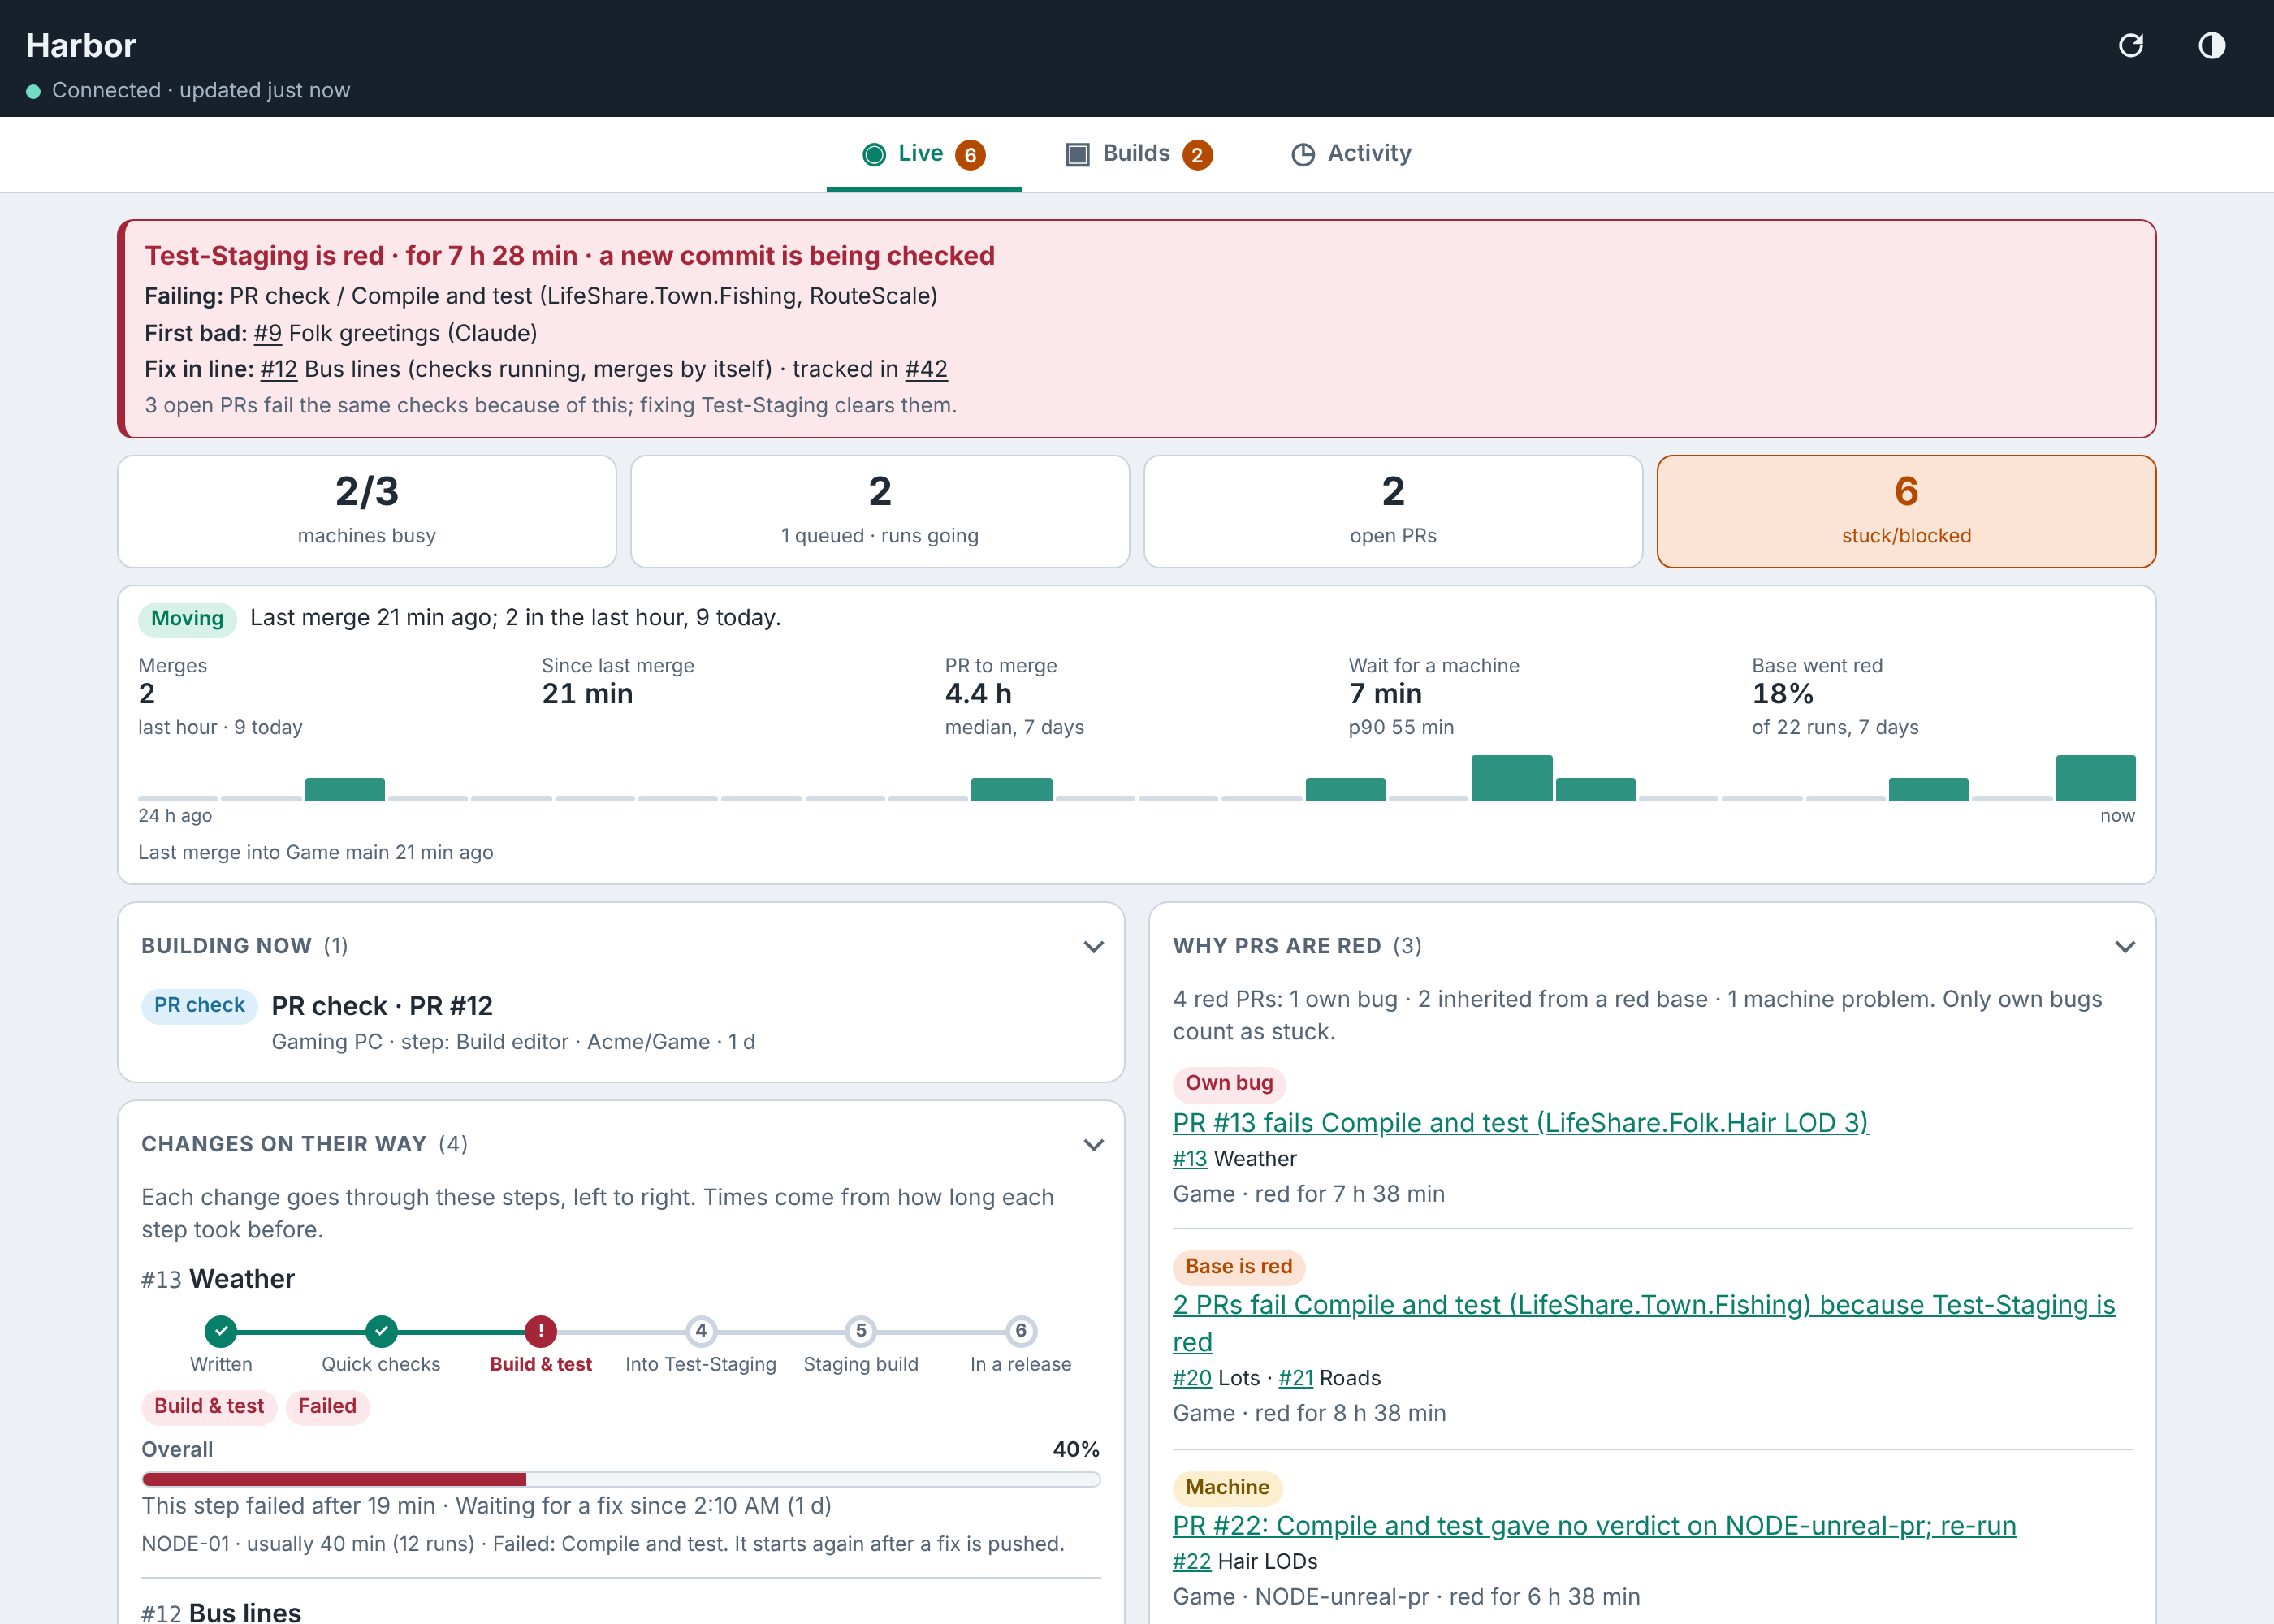 Harbor
Connected · updated just now
Live 6
Builds 2
Activity
Test-Staging is red · for 7 h 28 min · a new commit is being checked
Failing: PR check / Compile and test (LifeShare.Town.Fishing, RouteScale)
First bad: #9 Folk greetings (Claude)
Fix in line: #12 Bus lines (checks running, merges by itself) · tracked in #42
3 open PRs fail the same checks because of this; fixing Test-Staging clears them.
2/3
machines busy
2
1 queued · runs going
2
open PRs
6
stuck/blocked
Moving Last merge 21 min ago; 2 in the last hour, 9 today.
Merges
2
last hour · 9 today
Since last merge
21 min
PR to merge
4.4 h
median, 7 days
Wait for a machine
7 min
p90 55 min
Base went red
18%
of 22 runs, 7 days
24 h ago
now
Last merge into Game main 21 min ago
BUILDING NOW (1)
PR check PR check · PR #12
Gaming PC · step: Build editor · Acme/Game · 1 d
CHANGES ON THEIR WAY (4)
Each change goes through these steps, left to right. Times come from how long each
step took before.
#13 Weather
! 4 5 6
Written Quick checks Build & test Into Test-Staging Staging build In a release
Build & test Failed
Overall 40%
This step failed after 19 min · Waiting for a fix since 2:10 AM (1 d)
NODE-01 · usually 40 min (12 runs) · Failed: Compile and test. It starts again after a fix is pushed.
#12 Bus lines
WHY PRS ARE RED (3)
4 red PRs: 1 own bug · 2 inherited from a red base · 1 machine problem. Only own bugs
count as stuck.
Own bug
PR #13 fails Compile and test (LifeShare.Folk.Hair LOD 3)
#13 Weather
Game · red for 7 h 38 min
Base is red
2 PRs fail Compile and test (LifeShare.Town.Fishing) because Test-Staging is
red
#20 Lots · #21 Roads
Game · red for 8 h 38 min
Machine
PR #22: Compile and test gave no verdict on NODE-unreal-pr; re-run
#22 Hair LODs
Game · NODE-unreal-pr · red for 6 h 38 min